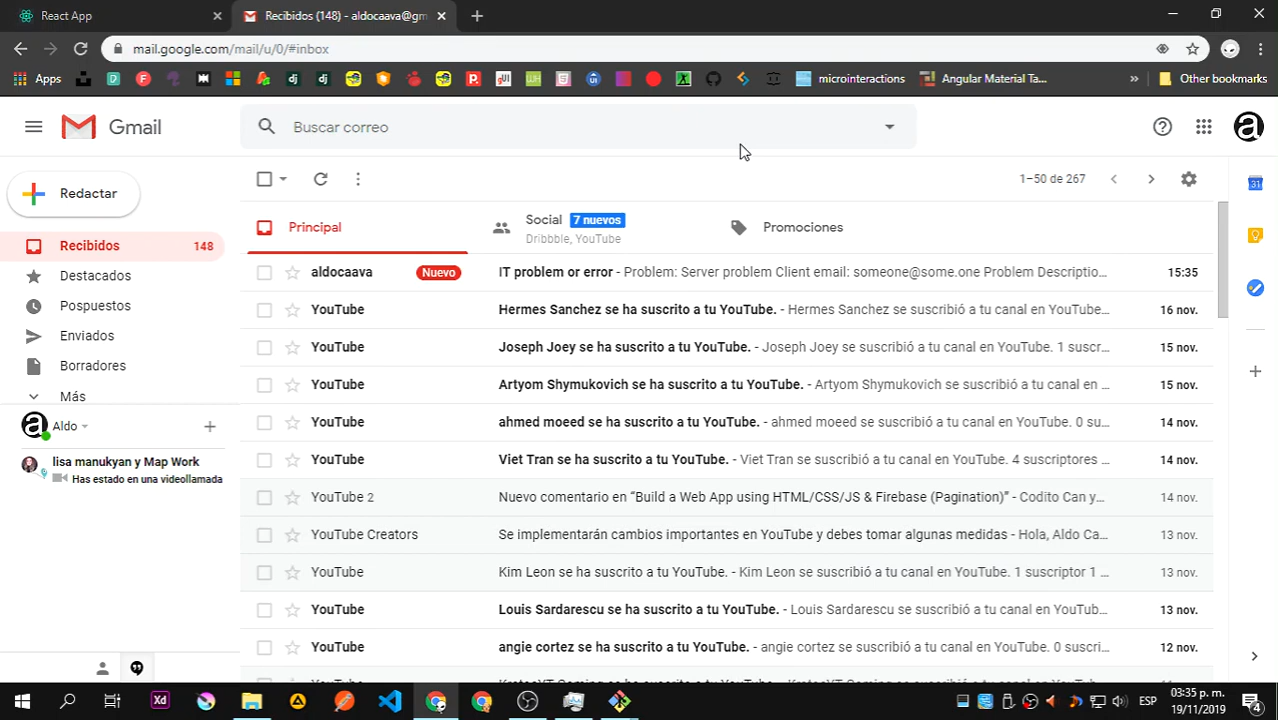 React App
Recibidos (148) - aldocaava@gm
mail.google.com/mail/u/0/#inbox
Apps
microinteractions
Angular Material Ta...
Other bookmarks
Gmail
Buscar correo
Redactar
1–50 de 267
Recibidos 148
Destacados
Pospuestos
Enviados
Borradores
Más
Aldo
lisa manukyan y Map Work
Has estado en una videollamada
Principal
Social 7 nuevos
Dribbble, YouTube
Promociones
aldocaava Nuevo IT problem or error - Problem: Server problem Client email: someone@some.one Problem Descriptio... 15:35
YouTube Hermes Sanchez se ha suscrito a tu YouTube. - Hermes Sanchez se suscribió a tu canal en YouTube... 16 nov.
YouTube Joseph Joey se ha suscrito a tu YouTube. - Joseph Joey se suscribió a tu canal en YouTube. 1 suscr... 15 nov.
YouTube Artyom Shymukovich se ha suscrito a tu YouTube. - Artyom Shymukovich se suscribió a tu canal en ... 15 nov.
YouTube ahmed moeed se ha suscrito a tu YouTube. - ahmed moeed se suscribió a tu canal en YouTube. 0 su... 14 nov.
YouTube Viet Tran se ha suscrito a tu YouTube. - Viet Tran se suscribió a tu canal en YouTube. 4 suscriptores ... 14 nov.
YouTube 2 Nuevo comentario en “Build a Web App using HTML/CSS/JS & Firebase (Pagination)” - Codito Can y... 14 nov.
YouTube Creators Se implementarán cambios importantes en YouTube y debes tomar algunas medidas - Hola, Aldo Ca... 13 nov.
YouTube Kim Leon se ha suscrito a tu YouTube. - Kim Leon se suscribió a tu canal en YouTube. 1 suscriptor 1 ... 13 nov.
YouTube Louis Sardarescu se ha suscrito a tu YouTube. - Louis Sardarescu se suscribió a tu canal en YouTub... 13 nov.
YouTube angie cortez se ha suscrito a tu YouTube. - angie cortez se suscribió a tu canal en YouTube. 0 suscri... 12 nov.
31
Xd
ESP
03:35 p. m.
19/11/2019
4